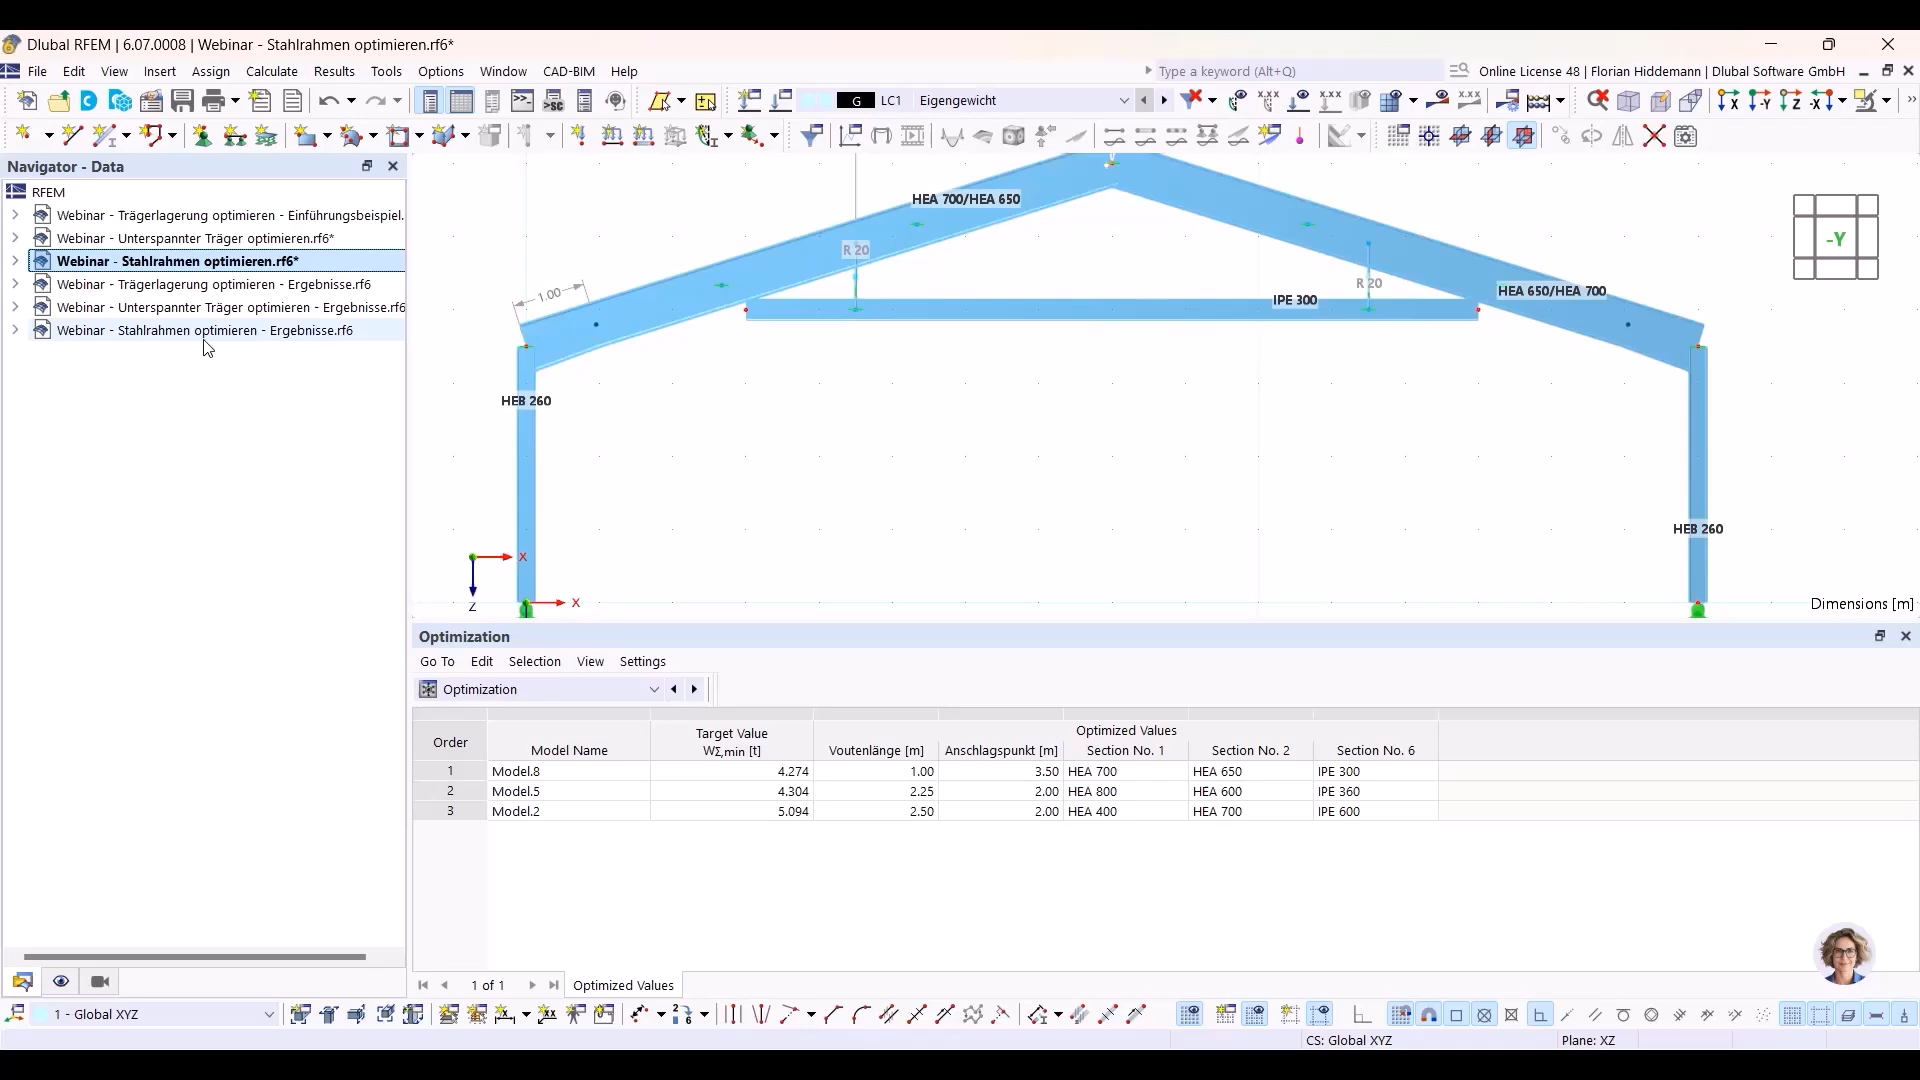 Dlubal RFEM | 6.07.0008 | Webinar - Stahlrahmen optimieren.rf6*
File Edit View Insert Assign Calculate Results Tools Options Window CAD-BIM Help
Type a keyword (Alt+Q)
Online License 48 | Florian Hiddemann | Dlubal Software GmbH
G LC1 Eigengewicht
Navigator - Data
RFEM
Webinar - Trägerlagerung optimieren - Einführungsbeispiel.
Webinar - Unterspannter Träger optimieren.rf6*
Webinar - Stahlrahmen optimieren.rf6*
Webinar - Trägerlagerung optimieren - Ergebnisse.rf6
Webinar - Unterspannter Träger optimieren - Ergebnisse.rf6
Webinar - Stahlrahmen optimieren - Ergebnisse.rf6
HEA 700/HEA 650
-Y
R 20
R 20
1.00
IPE 300
HEA 650/HEA 700
HEB 260
HEB 260
X
Z
X
Dimensions [m]
Optimization
Go To Edit Selection View Settings
Optimization
Order Model Name Target Value WΣ,min [t] Optimized Values
Voutenlänge [m] Anschlagspunkt [m] Section No. 1 Section No. 2 Section No. 6
1 Model.8 4.274 1.00 3.50 HEA 700 HEA 650 IPE 300
2 Model.5 4.304 2.25 2.00 HEA 800 HEA 600 IPE 360
3 Model.2 5.094 2.50 2.00 HEA 400 HEA 700 IPE 600
1 of 1 Optimized Values
1 - Global XYZ
CS: Global XYZ Plane: XZ